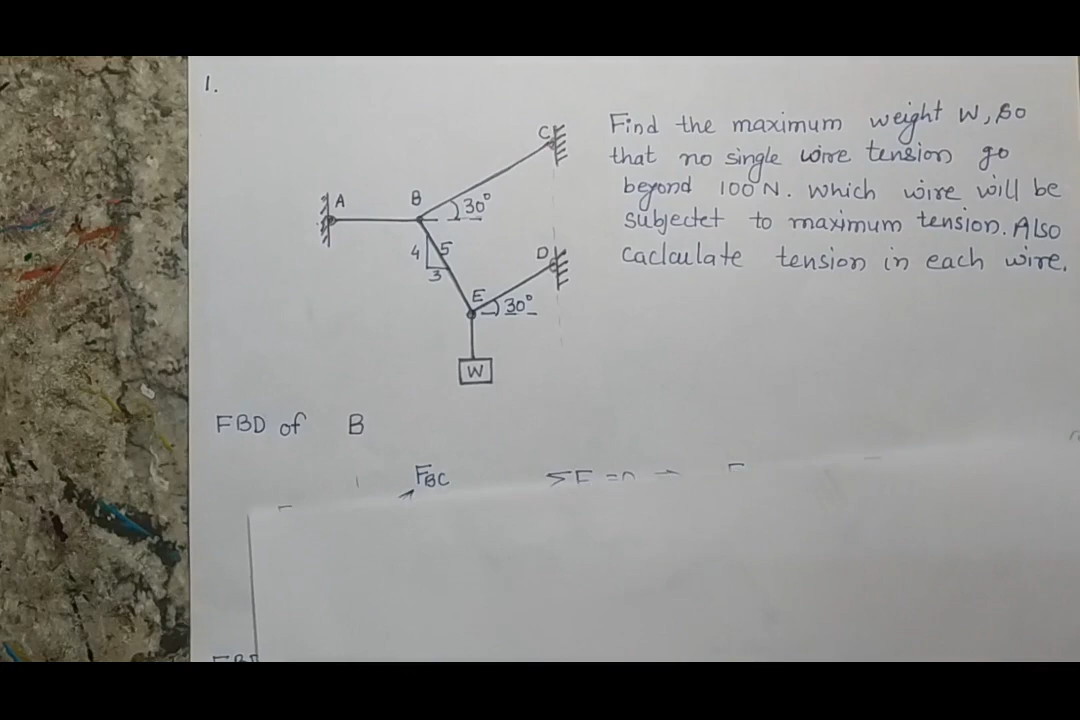 1.
Find the maximum weight W, so
that no single wire tension go
beyond 100 N. which wire will be
subjectet to maximum tension. Also
caclculate tension in each wire.
C
A
B
30°
4 5
3
D
E
30°
W
FBD of B
FBC